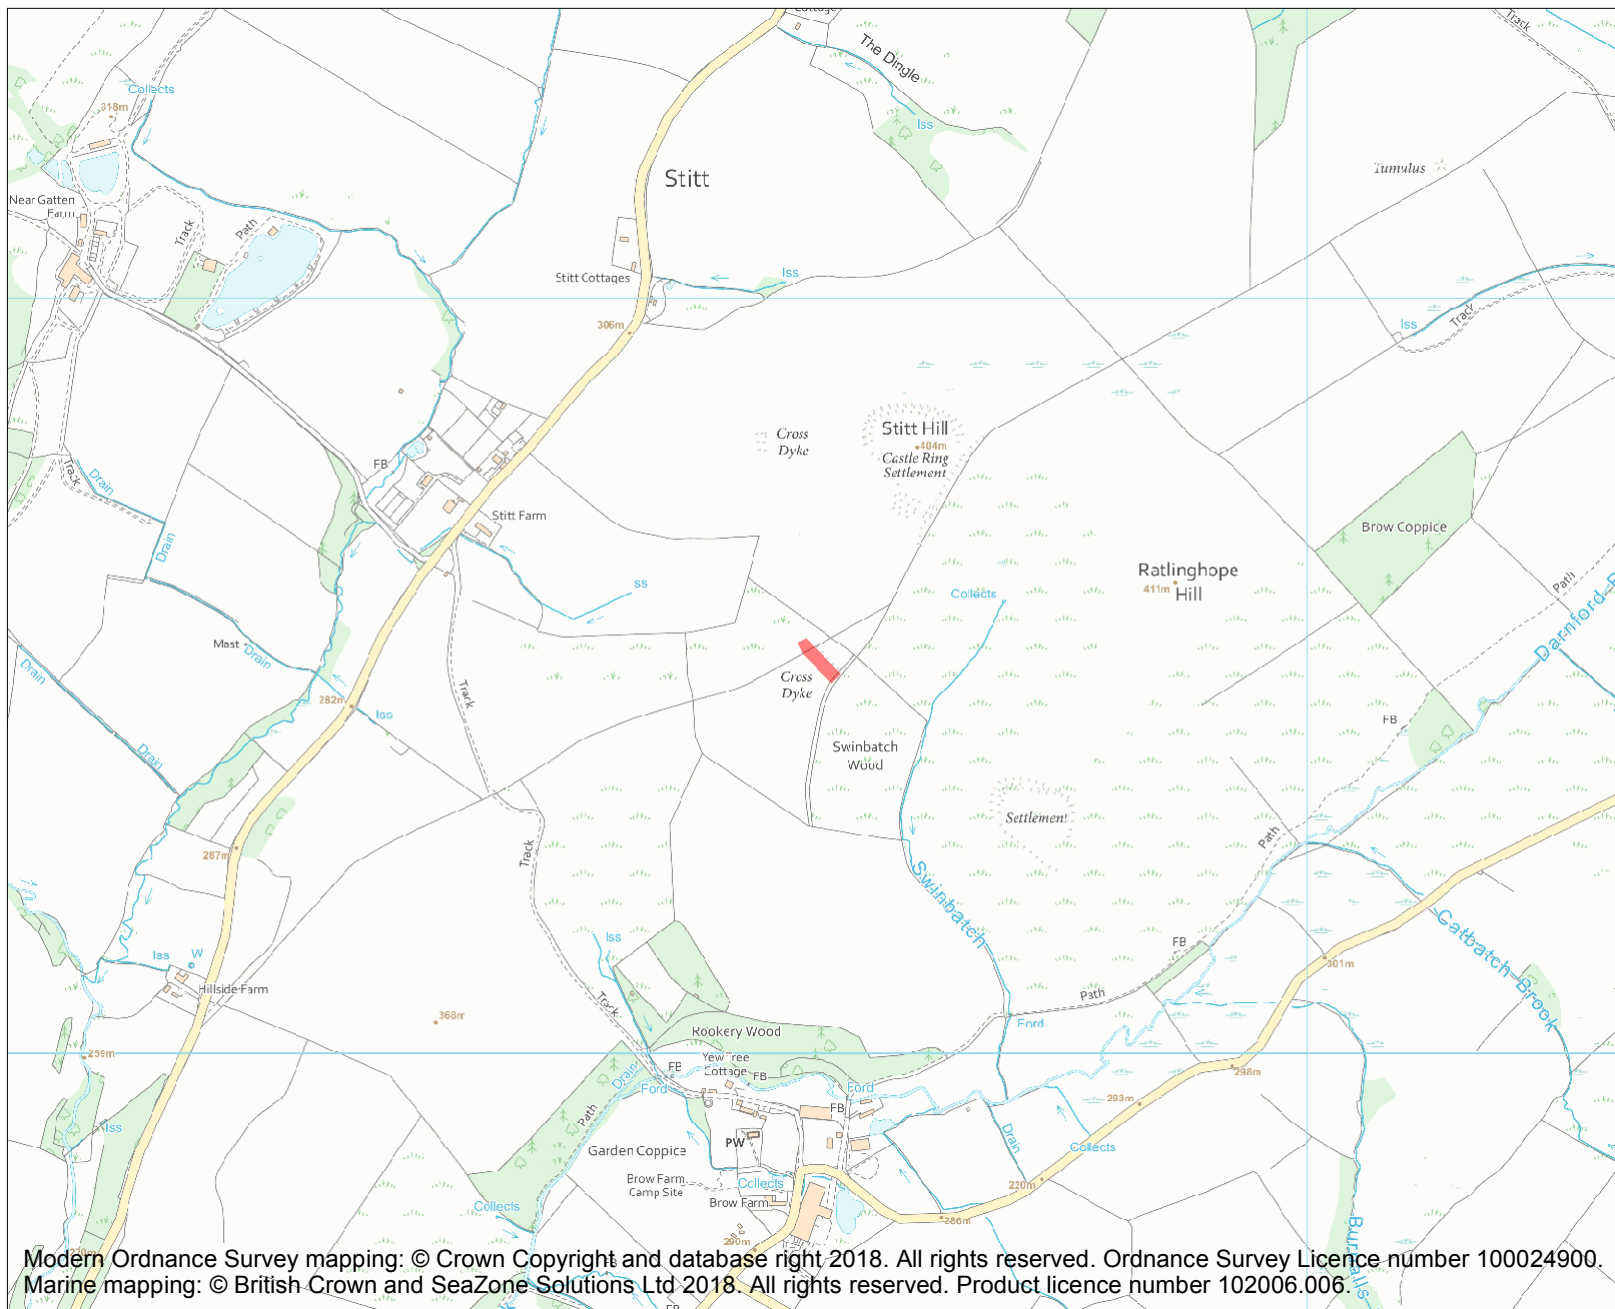 Cottage
Track
The Dingle
Collects
318m
Iss
Tumulus
Stitt
Near Gatten
Farm
Track
Path
Stitt Cottages
Iss
306m
Iss
Track
Cross
Dyke
Stitt Hill
404m
Castle Ring
Settlement
FB
Track
Drain
Stitt Farm
Brow Coppice
Drain
Ratlinghope
Hill
411m
Path
ss
Collects
Darnford
Mast
Drain
Drain
Cross
Dyke
Track
282m
Iss
FB
Drain
Swinbatch
Wood
Settlement
287m
Track
Path
Swinbatch
Catbatch Brook
Iss
W
Iss
FB
301m
Hillside Farm
Track
Path
368m
Ford
Rookery Wood
259m
Yew Tree
Cottage
FB
FB
Drain
Ford
Ford
298m
293m
Path
FB
Iss
PW
Drain
Collects
Garden Coppice
Brow Farm
Camp Site
Collects
220m
Collects
Brow Farm
286m
290m
270m
FB
FB
Modern Ordnance Survey mapping: © Crown Copyright and database right 2018. All rights reserved. Ordnance Survey Licence number 100024900.
Marine mapping: © British Crown and SeaZone Solutions Ltd 2018. All rights reserved. Product licence number 102006.006.